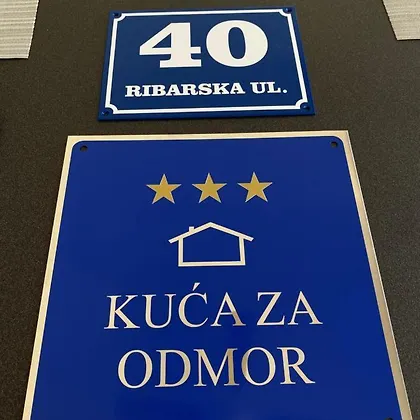 40
RIBARSKA UL.
KUĆA ZA
ODMOR